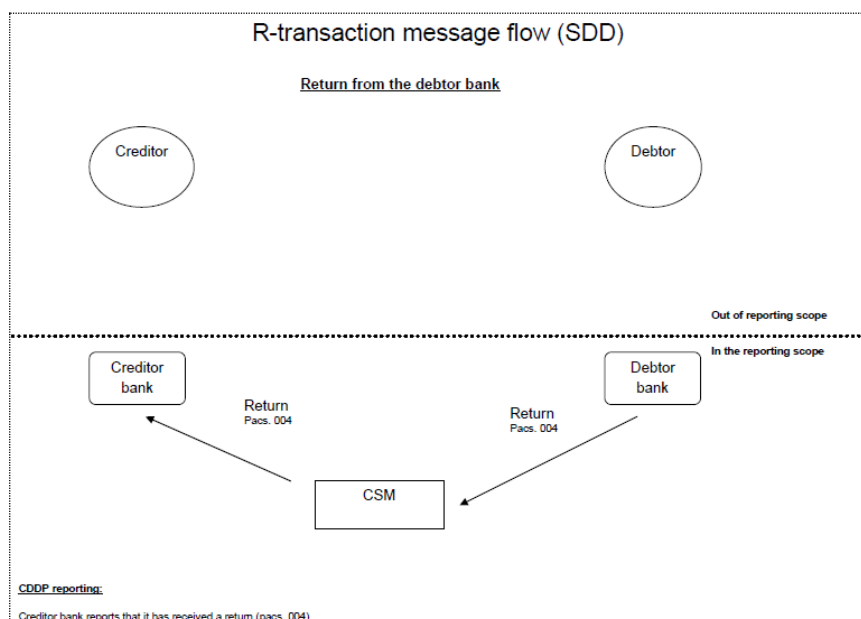 R-transaction message flow (SDD)
Return from the debtor bank
Creditor
Debtor
Out of reporting scope
In the reporting scope
Creditor
bank
Debtor
bank
Return
Pacs. 004
Return
Pacs. 004
CSM
CDDP reporting:
Creditor bank reports that it has received a return (pacs. 004)